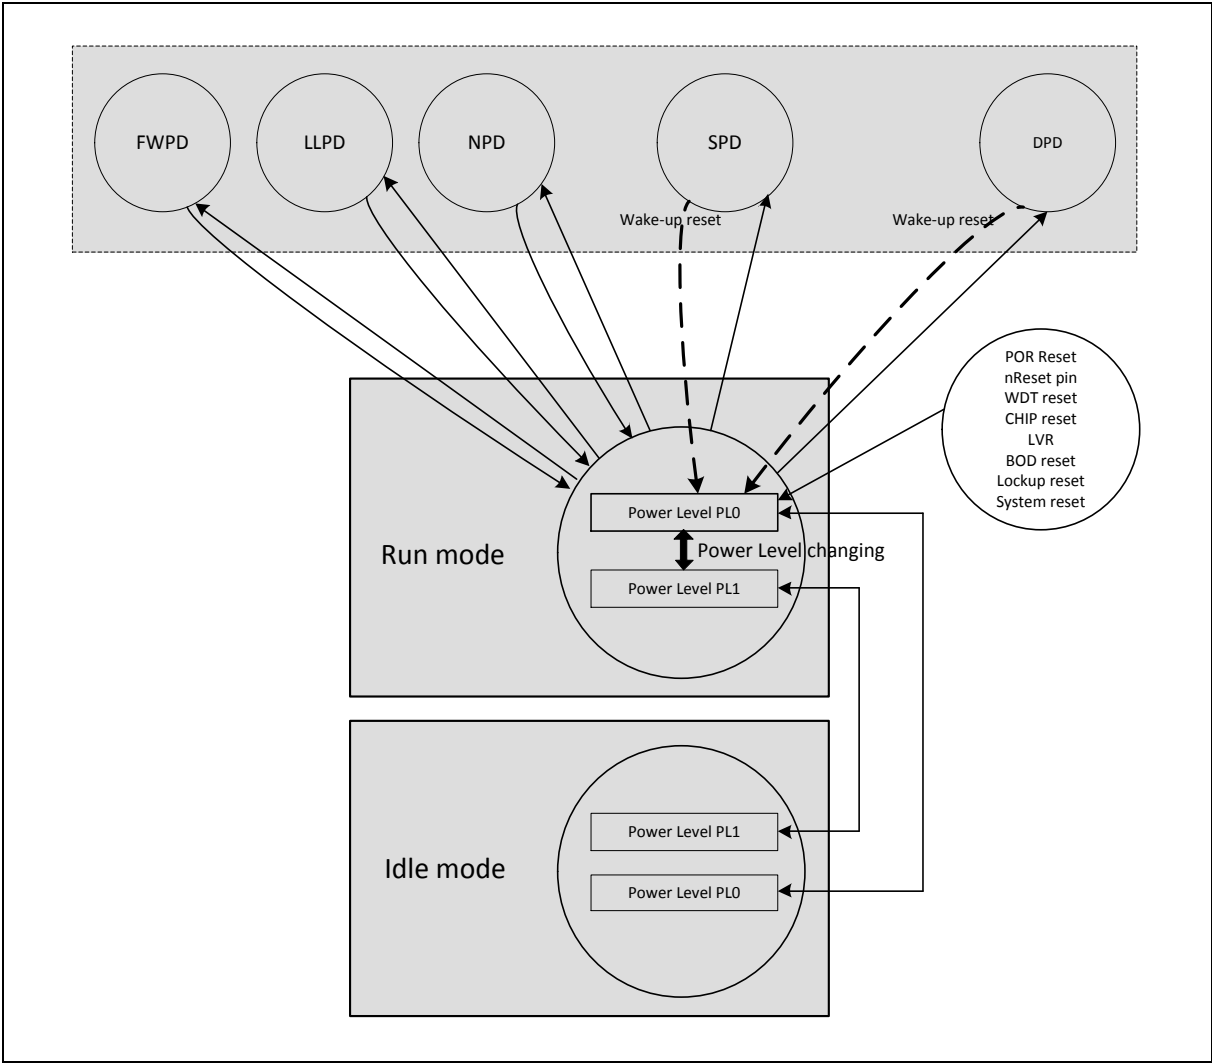 FWPD
LLPD
NPD
SPD
DPD
Wake-up reset
Wake-up reset
POR Reset
nReset pin
WDT reset
CHIP reset
LVR
BOD reset
Lockup reset
System reset
Run mode
Power Level PL0
Power Level changing
Power Level PL1
Idle mode
Power Level PL1
Power Level PL0